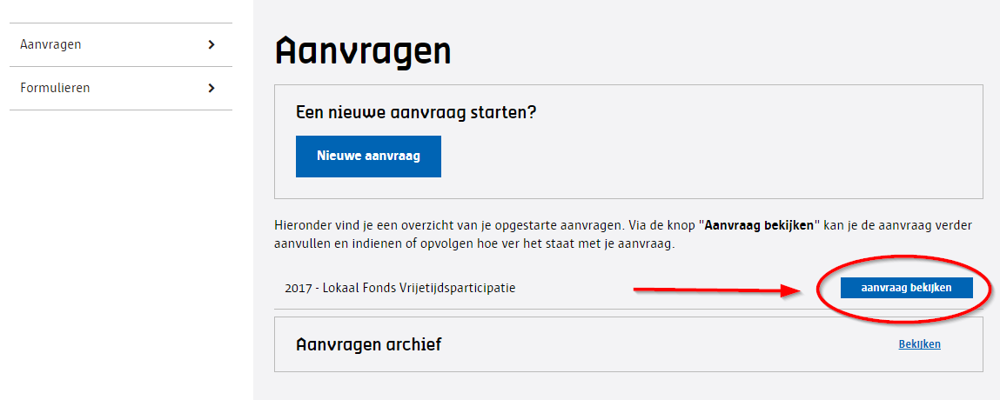 Aanvragen
Formulieren
Aanvragen
Een nieuwe aanvraag starten?
Nieuwe aanvraag
Hieronder vind je een overzicht van je opgestarte aanvragen. Via de knop "Aanvraag bekijken" kan je de aanvraag verder
aanvullen en indienen of opvolgen hoe ver het staat met je aanvraag.
2017 - Lokaal Fonds Vrijetijdsparticipatie
aanvraag bekijken
Aanvragen archief
Bekijken